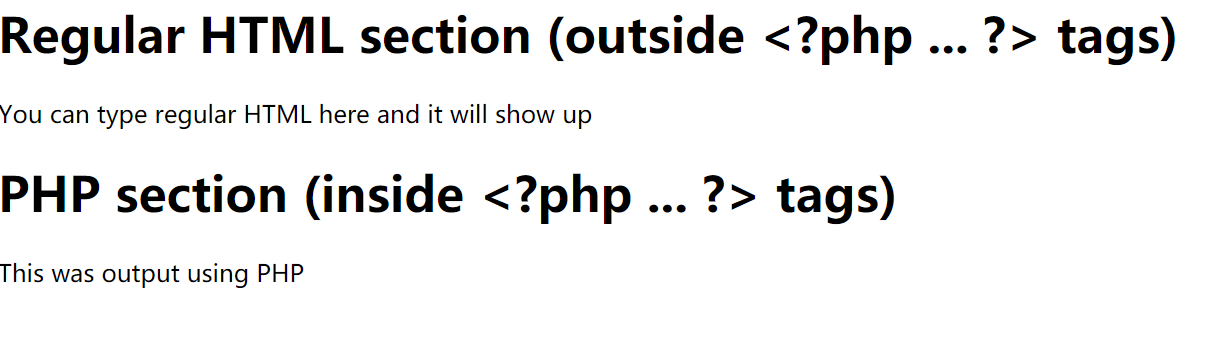 Regular HTML section (outside <?php ... ?> tags)
You can type regular HTML here and it will show up
PHP section (inside <?php ... ?> tags)
This was output using PHP